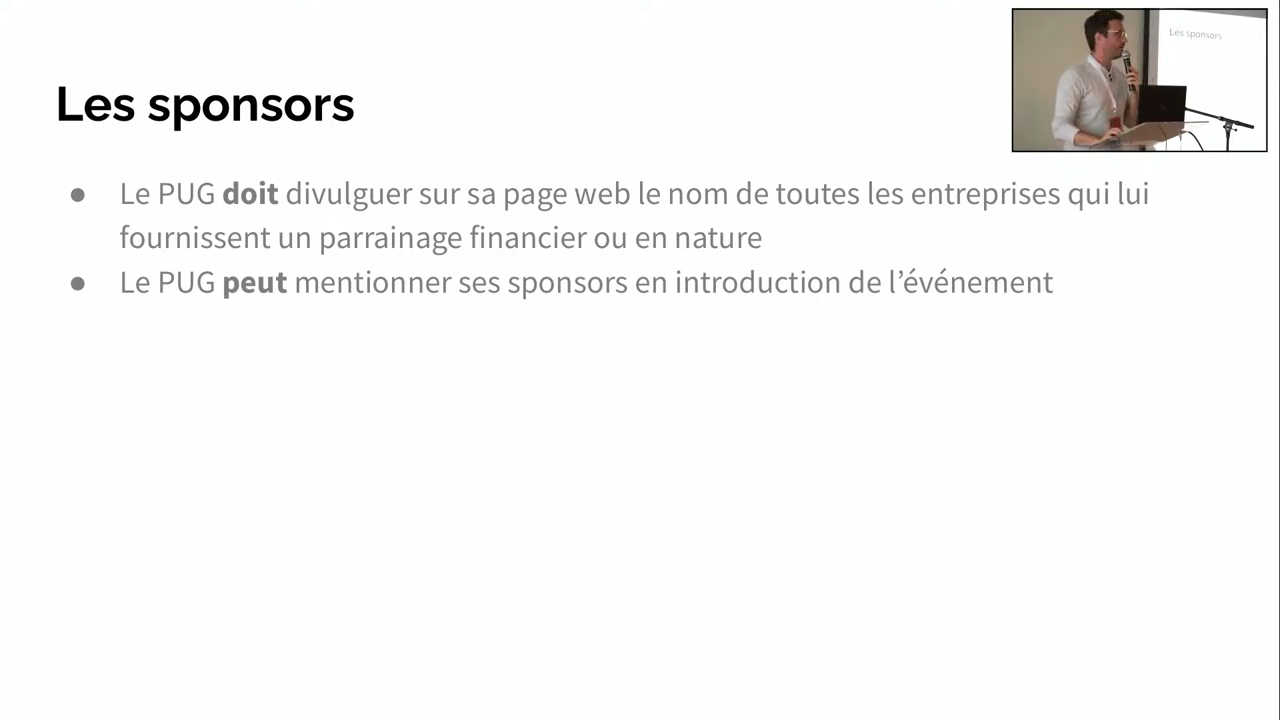 Les sponsors
Les sponsors
● Le PUG doit divulguer sur sa page web le nom de toutes les entreprises qui lui
fournissent un parrainage financier ou en nature
● Le PUG peut mentionner ses sponsors en introduction de l’événement